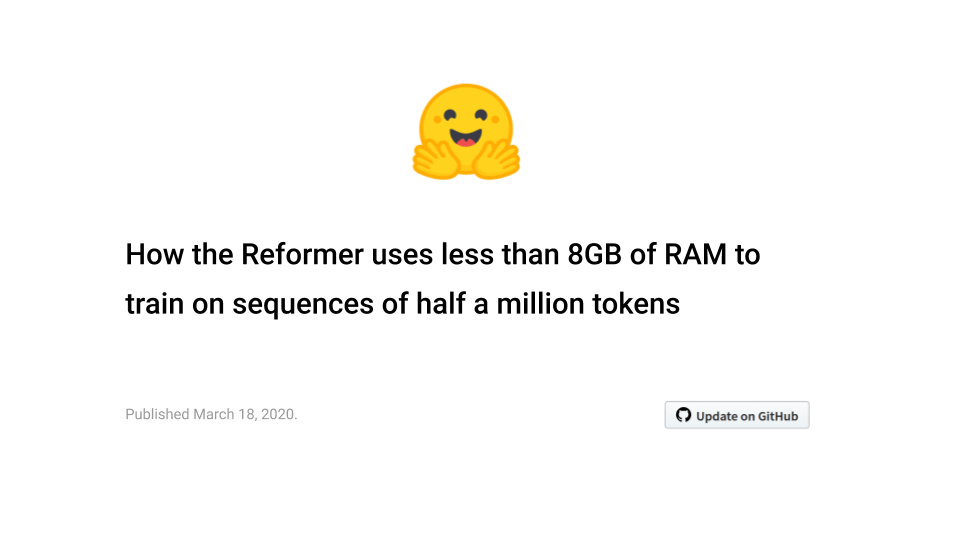 How the Reformer uses less than 8GB of RAM to
train on sequences of half a million tokens
Published March 18, 2020.
Update on GitHub